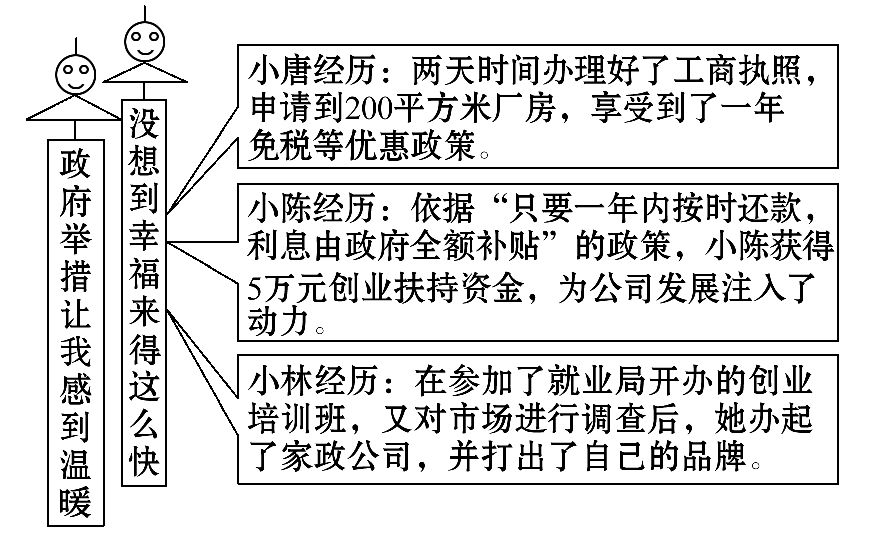 没想到幸福来得这么快
政府举措让我感到温暖
小唐经历：两天时间办理好了工商执照，
申请到200平方米厂房，享受到了一年
免税等优惠政策。
小陈经历：依据“只要一年内按时还款，
利息由政府全额补贴”的政策，小陈获得
5万元创业扶持资金，为公司发展注入了
动力。
小林经历：在参加了就业局开办的创业
培训班，又对市场进行调查后，她办起
了家政公司，并打出了自己的品牌。